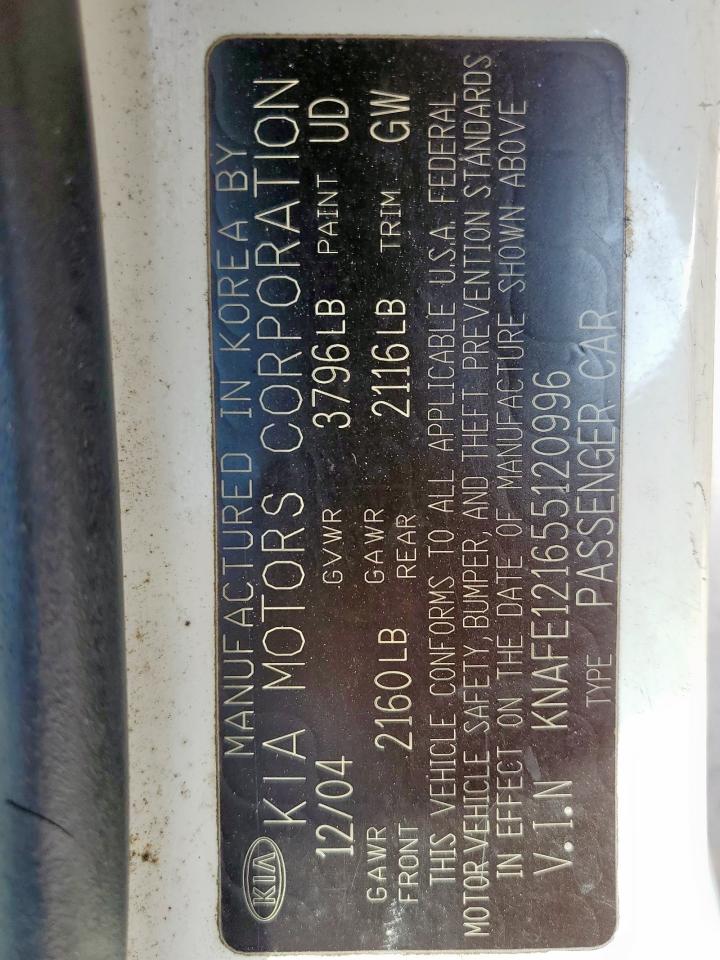 MANUFACTURED IN KOREA BY
KIA KIA MOTORS CORPORATION
12/04 GVWR 3796LB PAINT UD
GAWR FRONT 2160LB GAWR REAR 2116LB TRIM GW
THIS VEHICLE CONFORMS TO ALL APPLICABLE U.S.A. FEDERAL
MOTOR VEHICLE SAFETY, BUMPER, AND THEFT PREVENTION STANDARDS
IN EFFECT ON THE DATE OF MANUFACTURE SHOWN ABOVE
V.I.N KNAFE121655120996
TYPE PASSENGER CAR